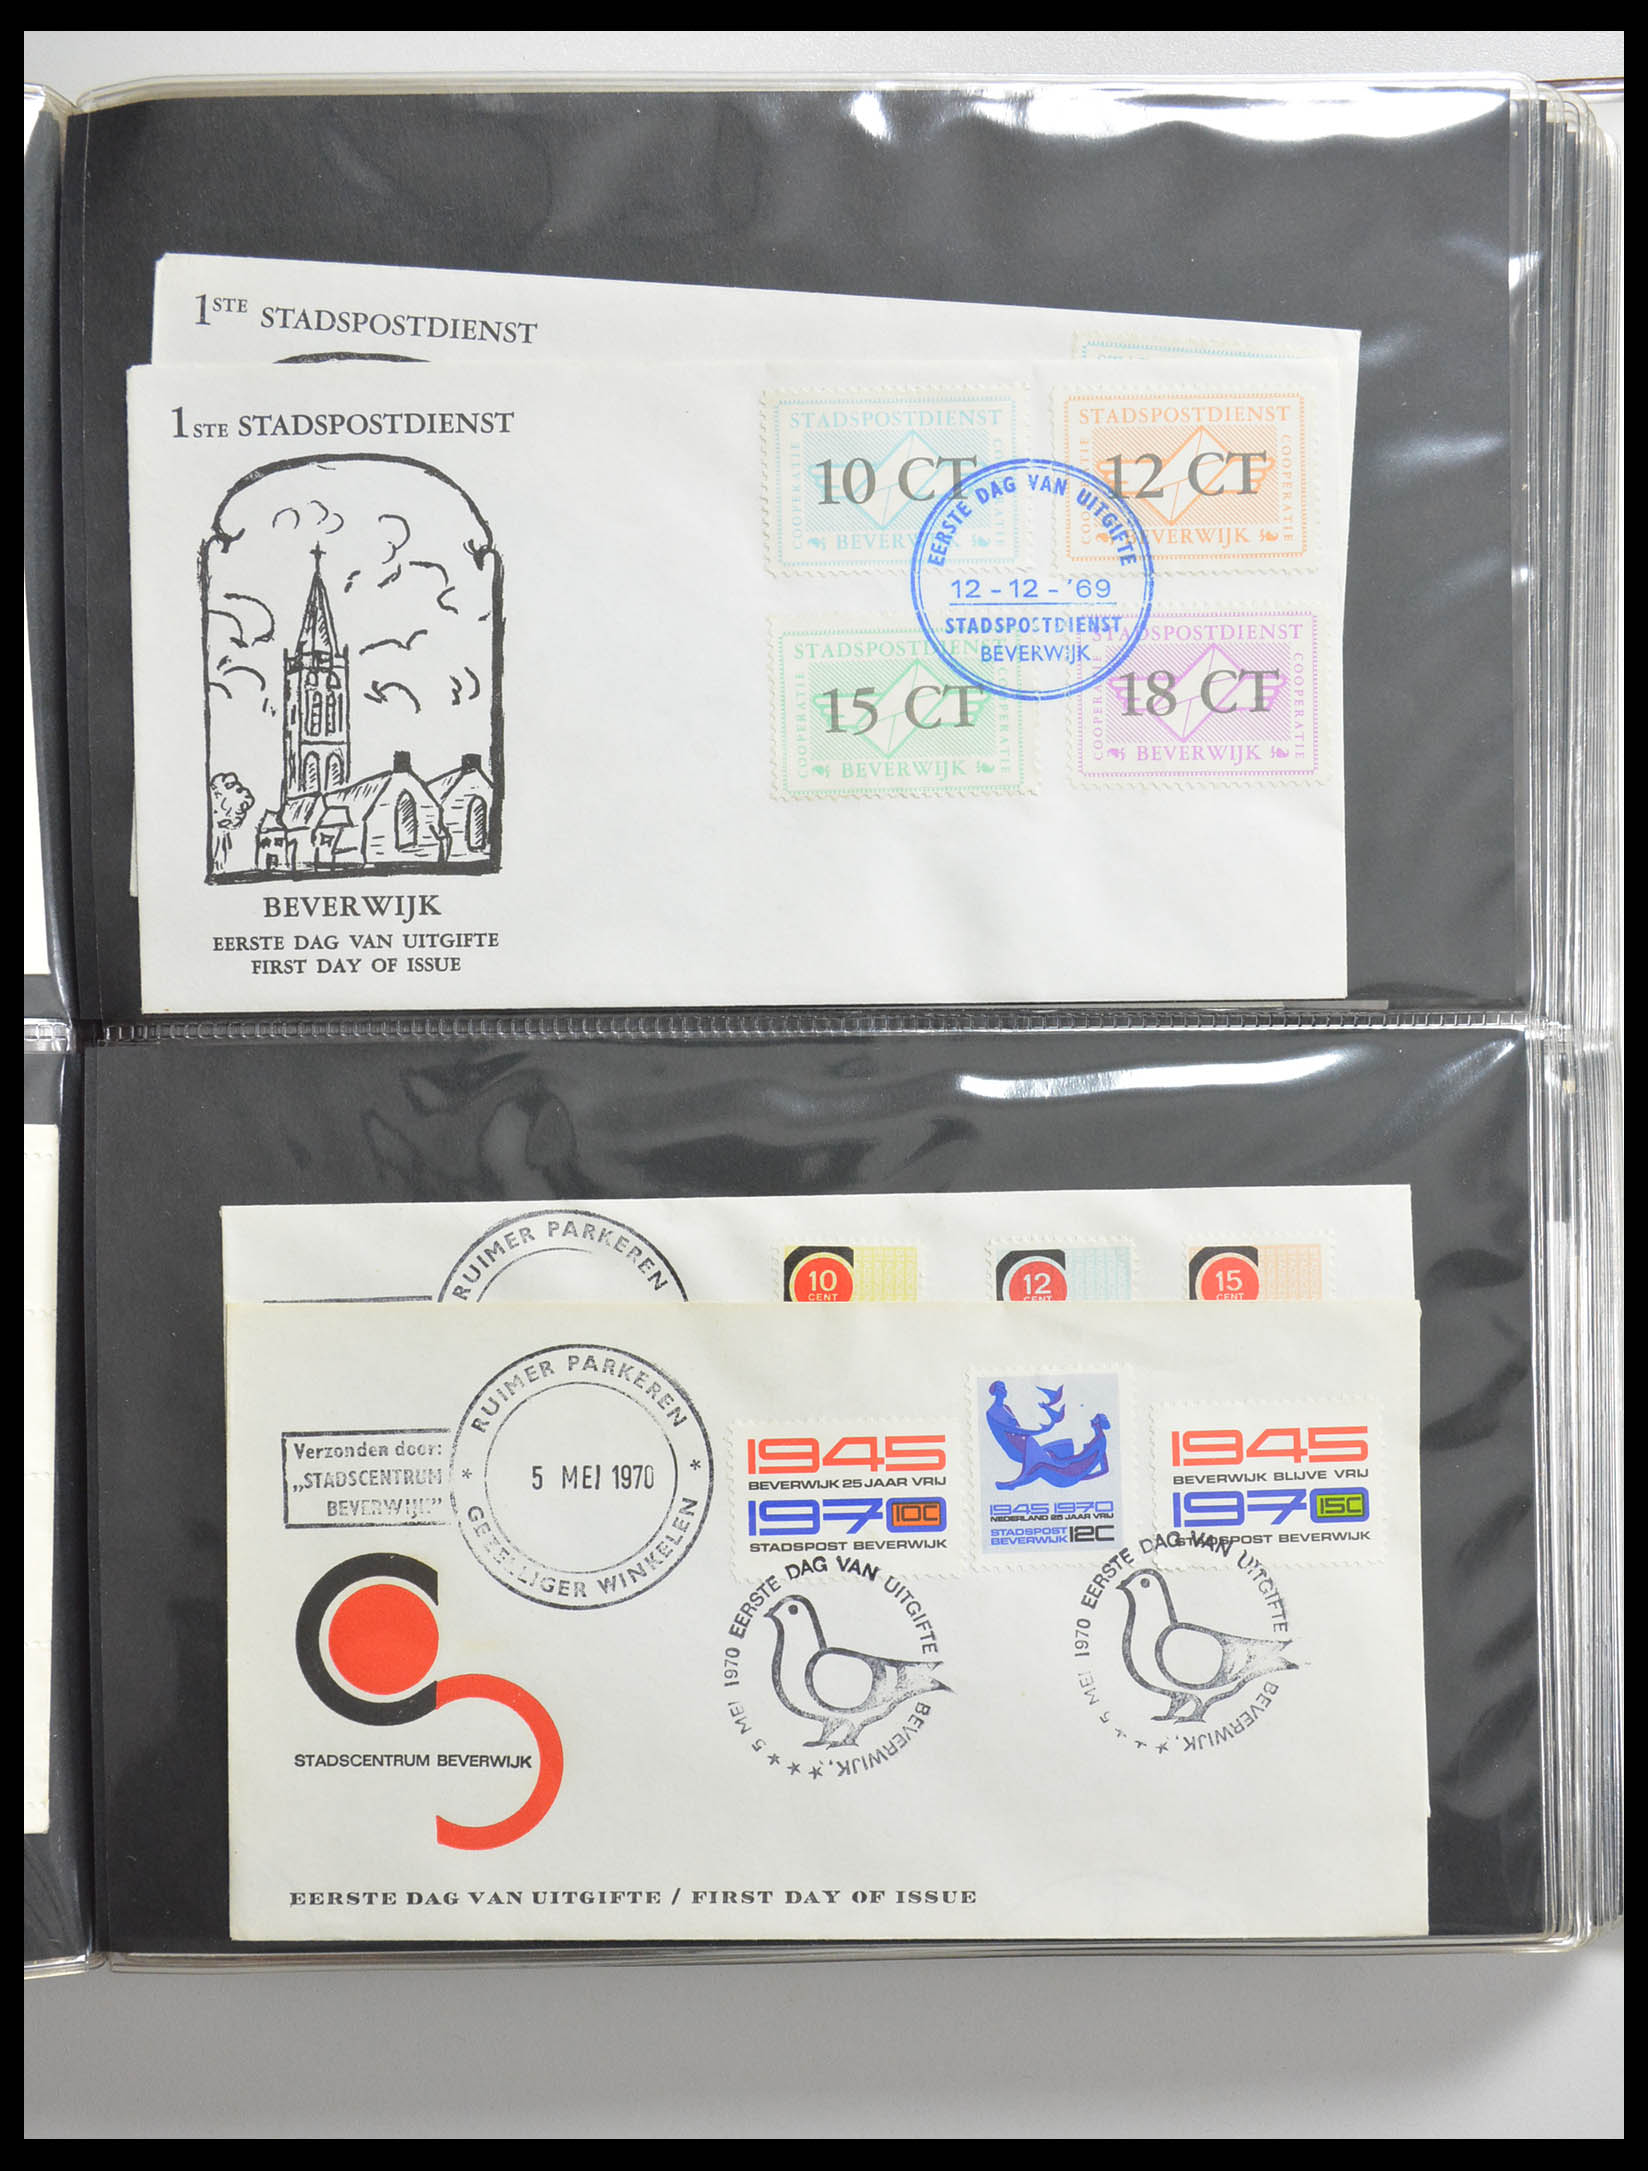 1STE STADSPOSTDIENST
1STE STADSPOSTDIENST
BEVERWIJK
EERSTE DAG VAN UITGIFTE
FIRST DAY OF ISSUE
STADSPOSTDIENST
COOPERATIE
10 CT
COOPERATIE
BEVERWIJK
STADSPOSTDIENST
COOPERATIE
12 CT
COOPERATIE
BEVERWIJK
EERSTE DAG VAN UITGIFTE
12-12-'69
STADSPOSTDIENST
BEVERWIJK
STADSPOSTDIENST
COOPERATIE
15 CT
COOPERATIE
BEVERWIJK
STADSPOSTDIENST
COOPERATIE
18 CT
COOPERATIE
BEVERWIJK
RUIMER PARKEREN
10
CENT
12
CENT
15
CENT
Verzonden door:
„STADSCENTRUM
BEVERWIJK”
* RUIMER PARKEREN *
5 MEI 1970
GEZELLIGER WINKELEN
1945
BEVERWIJK 25 JAAR VRIJ
1970 10C
STADSPOST BEVERWIJK
1945 1970
NEDERLAND 25 JAAR VRIJ
STADSPOST
BEVERWIJK 12C
1945
BEVERWIJK BLIJVE VRIJ
1970 15C
STADSPOST BEVERWIJK
5 MEI 1970 EERSTE DAG VAN UITGIFTE BEVERWIJK. ****
5 MEI 1970 EERSTE DAG VAN UITGIFTE BEVERWIJK. ****
STADSCENTRUM BEVERWIJK
EERSTE DAG VAN UITGIFTE / FIRST DAY OF ISSUE